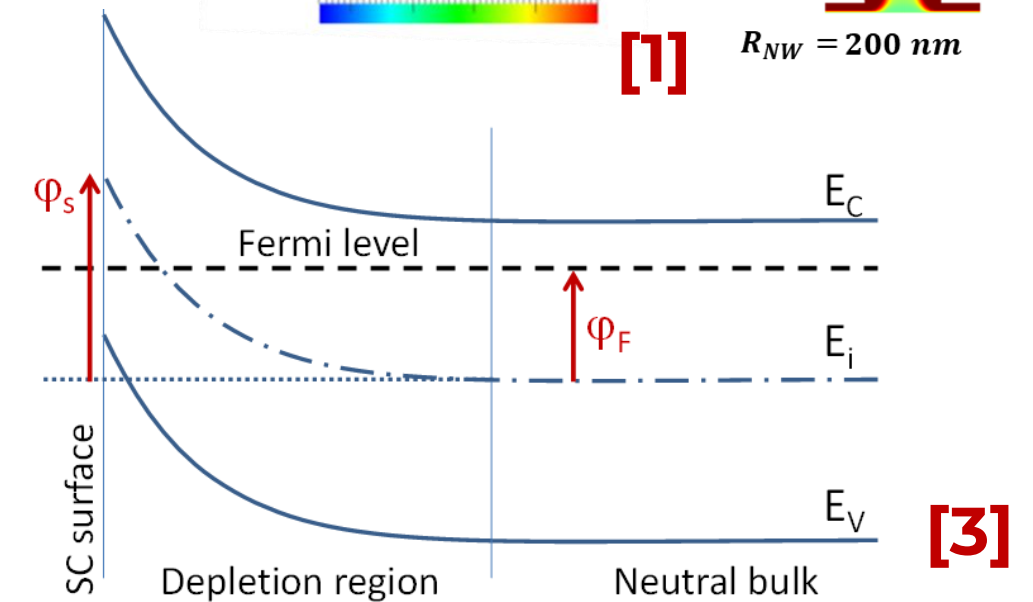 [1]
R_NW = 200 nm
φs
E_C
Fermi level
φF
E_i
E_V
[3]
SC surface
Depletion region
Neutral bulk